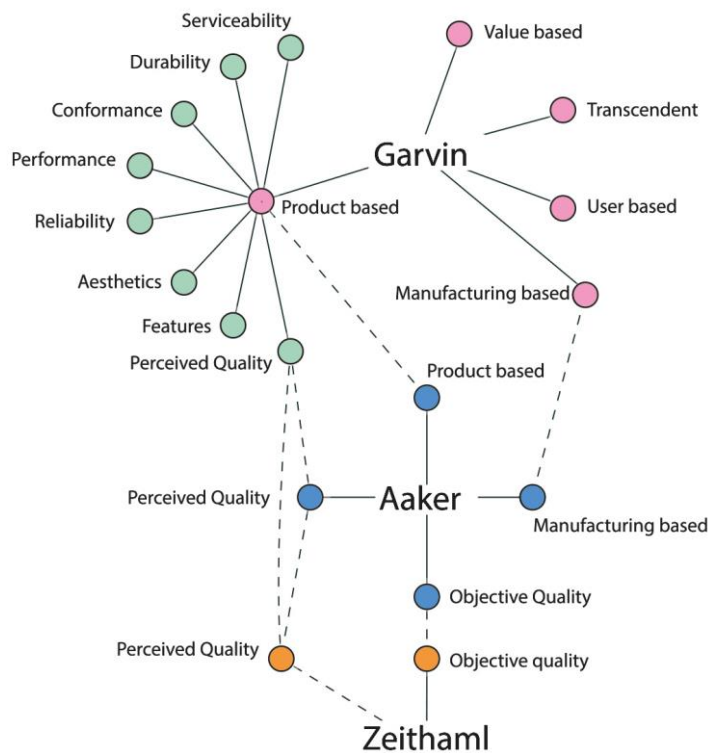 Serviceability
Value based
Durability
Conformance
Transcendent
Garvin
Performance
Product based
User based
Reliability
Aesthetics
Manufacturing based
Features
Perceived Quality
Product based
Perceived Quality
Aaker
Manufacturing based
Objective Quality
Perceived Quality
Objective quality
Zeithaml